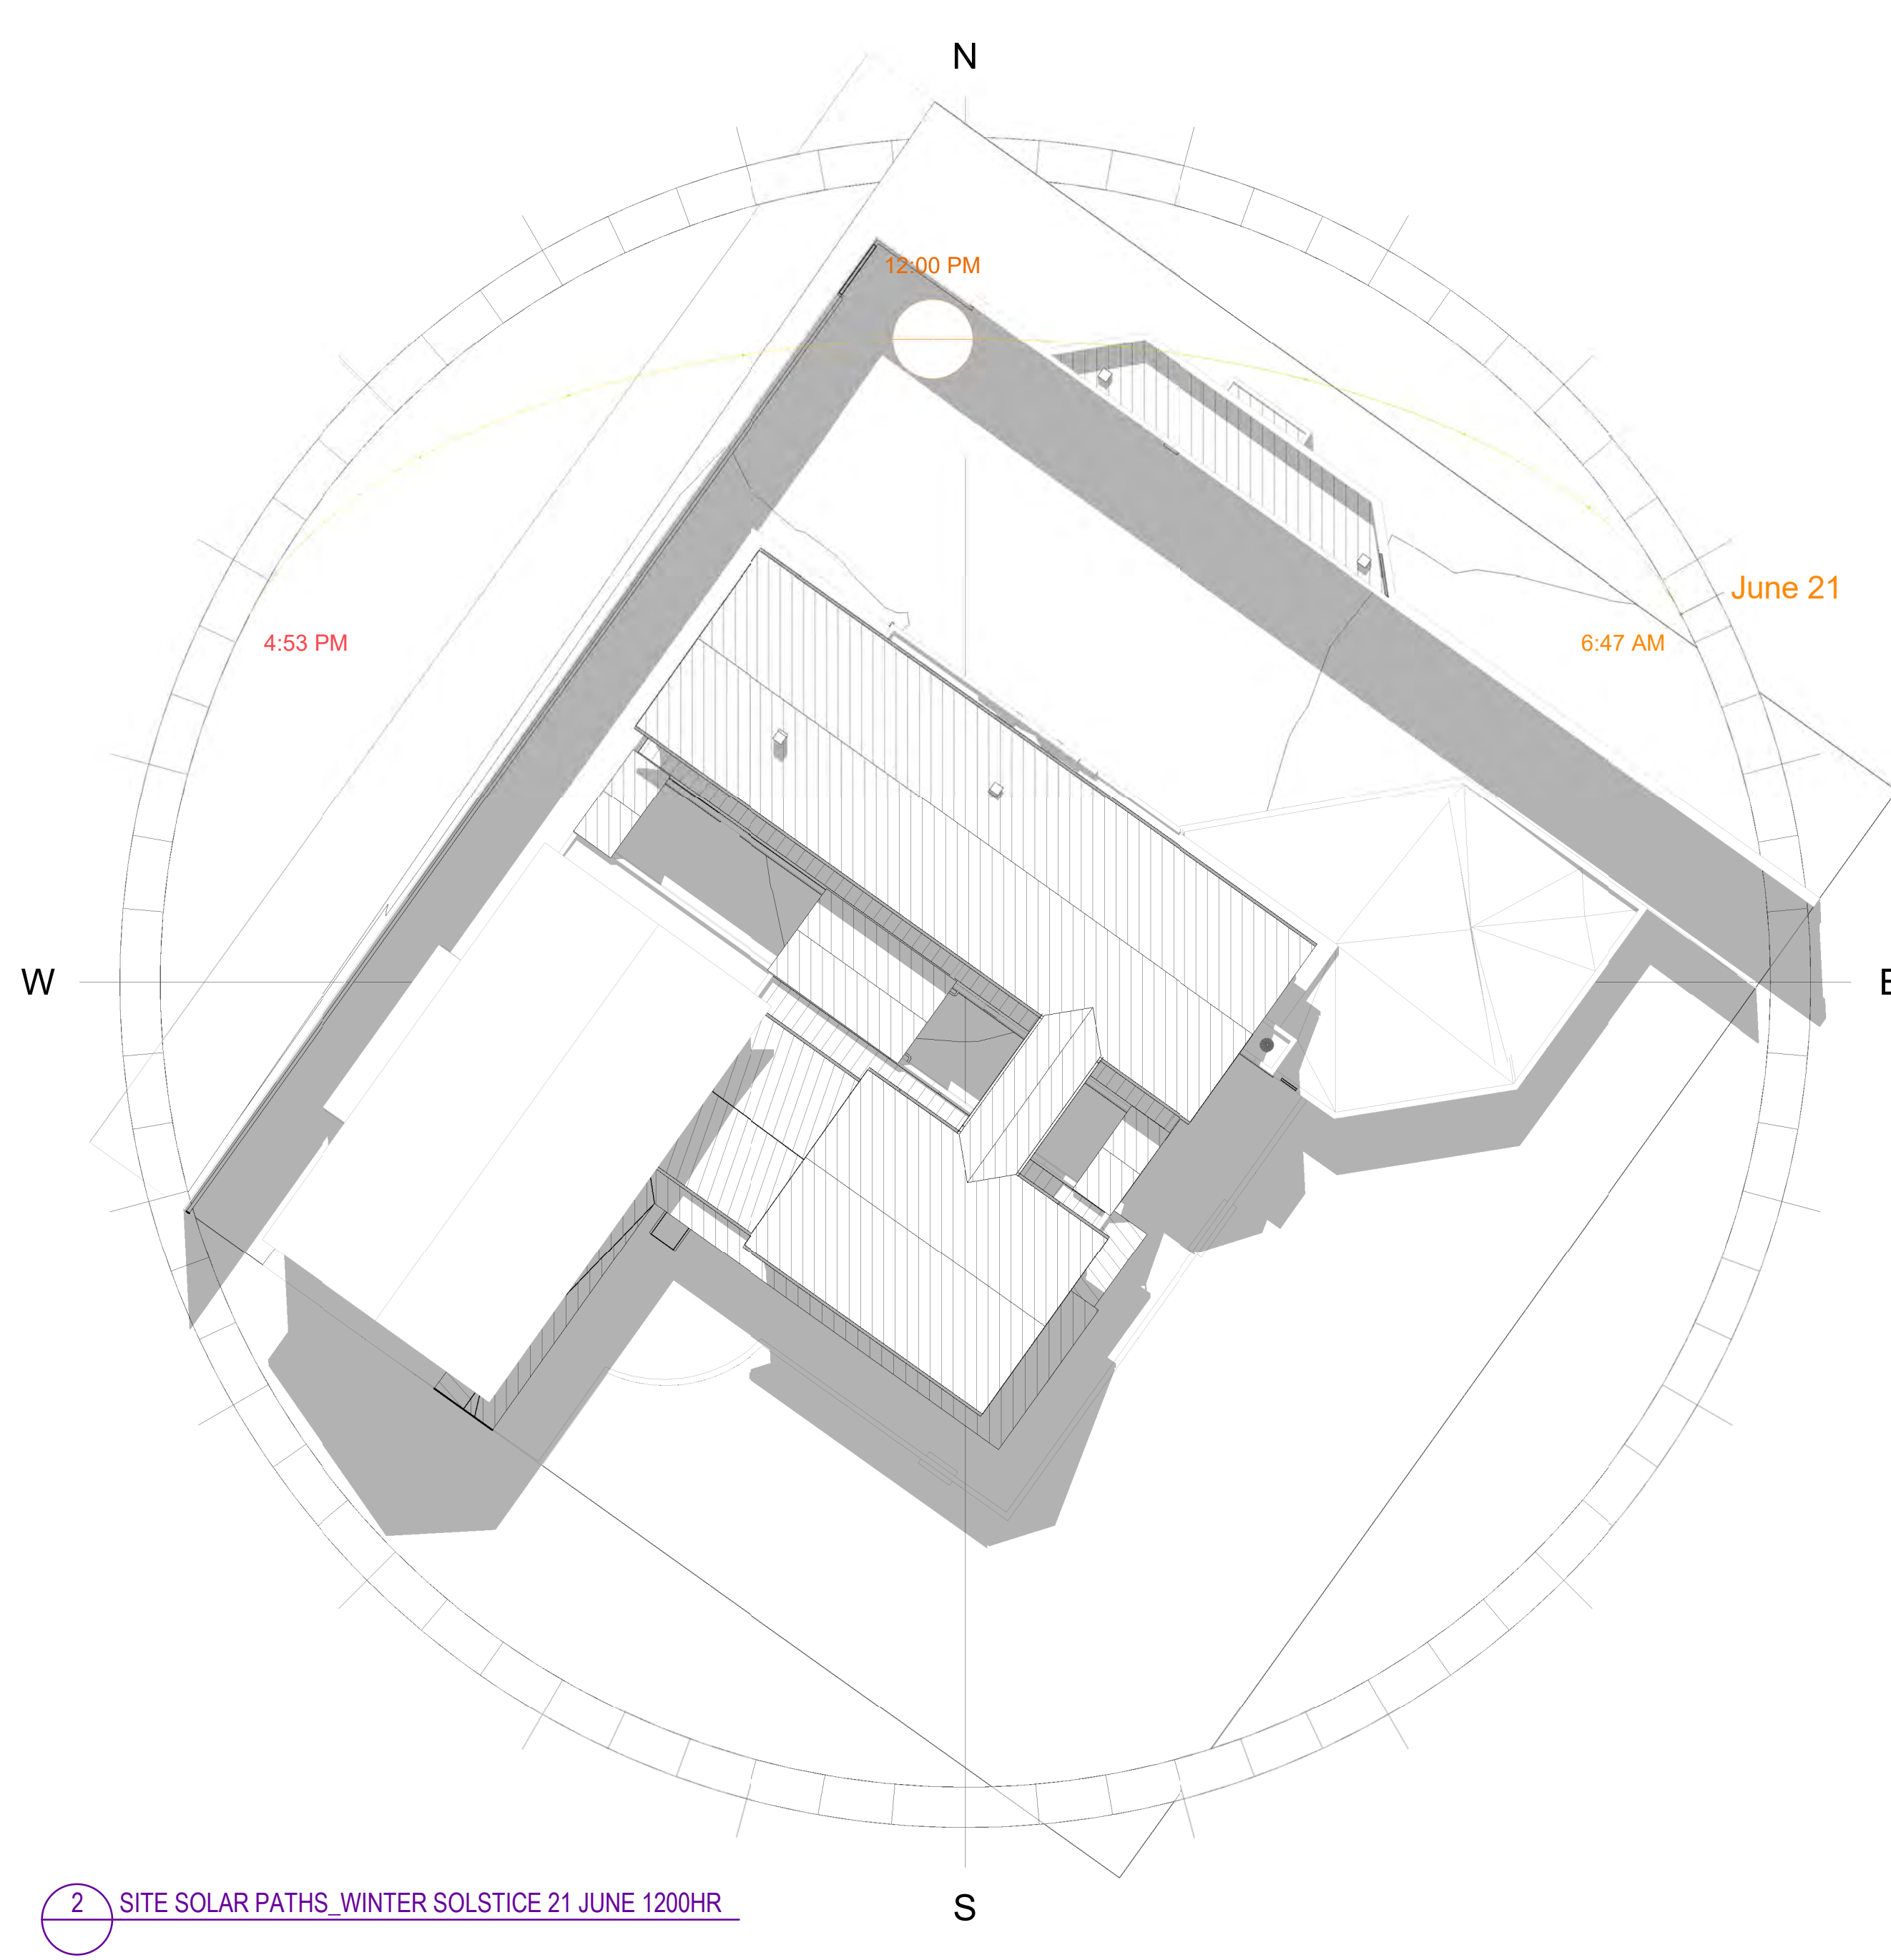 N
12:00 PM
June 21
4:53 PM
6:47 AM
W
E
2
SITE SOLAR PATHS_WINTER SOLSTICE 21 JUNE 1200HR
S